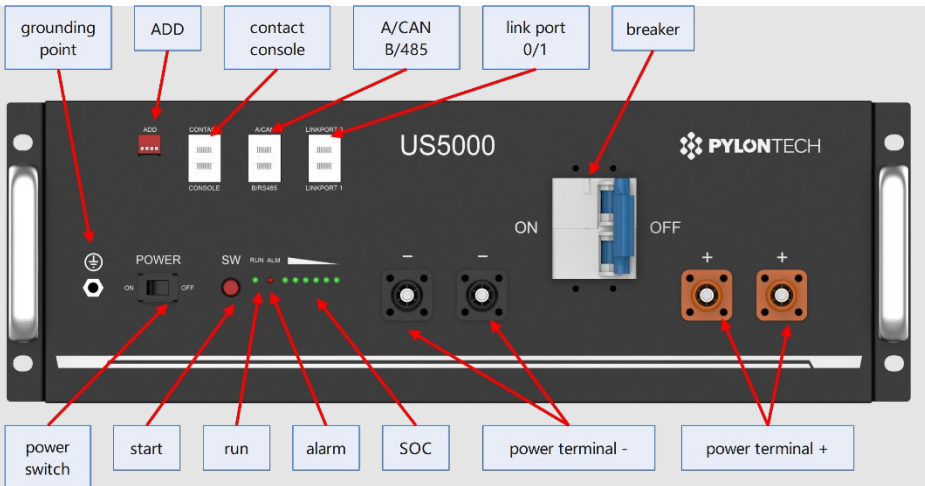 grounding
point
ADD
contact
console
A/CAN
B/485
link port
0/1
breaker
ADD
CONTACT
A/CAN
LINKPORT 0
US5000
PYLONTECH
CONSOLE
B/RS485
LINKPORT 1
ON
OFF
POWER
SW
RUN
ALM
ON
OFF
−
−
+
+
power
switch
start
run
alarm
SOC
power terminal -
power terminal +